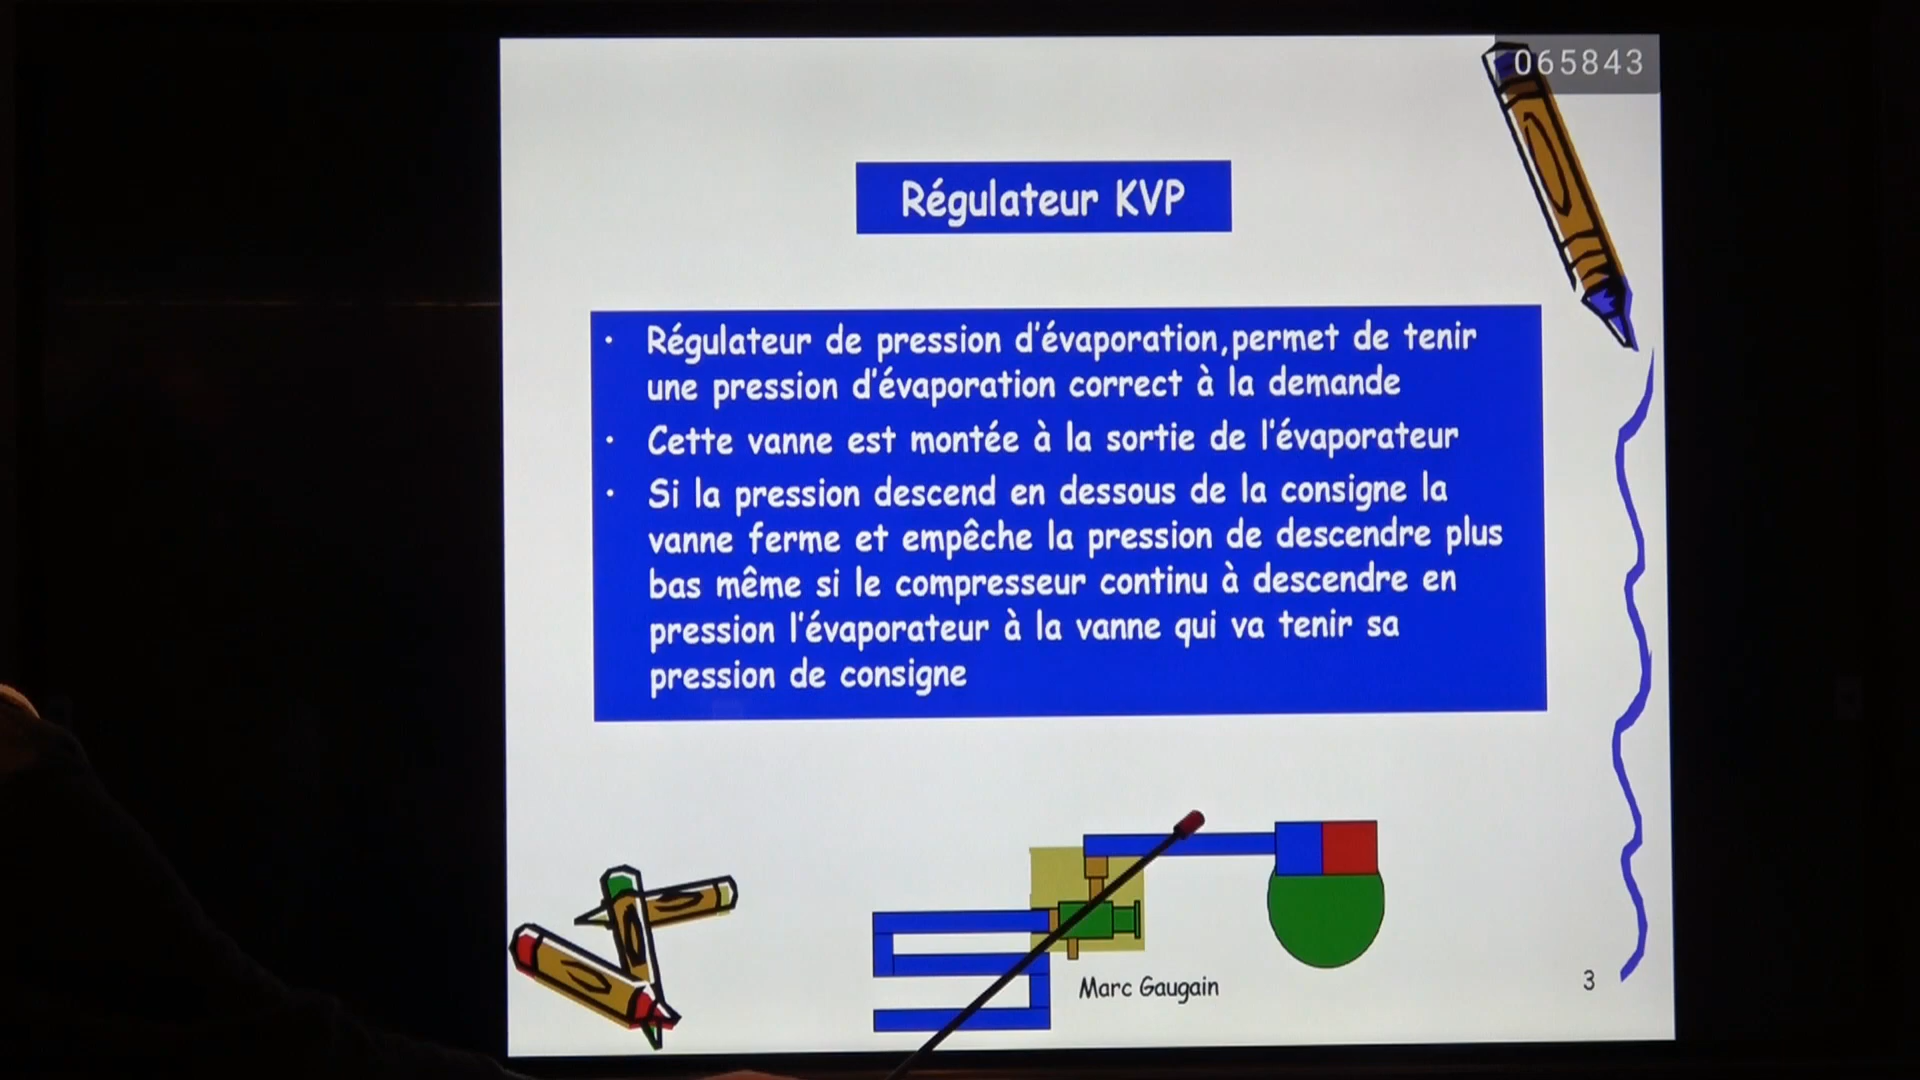 065843
Régulateur KVP
• Régulateur de pression d'évaporation,permet de tenir
une pression d'évaporation correct à la demande
• Cette vanne est montée à la sortie de l'évaporateur
• Si la pression descend en dessous de la consigne la
vanne ferme et empêche la pression de descendre plus
bas même si le compresseur continu à descendre en
pression l'évaporateur à la vanne qui va tenir sa
pression de consigne
Marc Gaugain
3